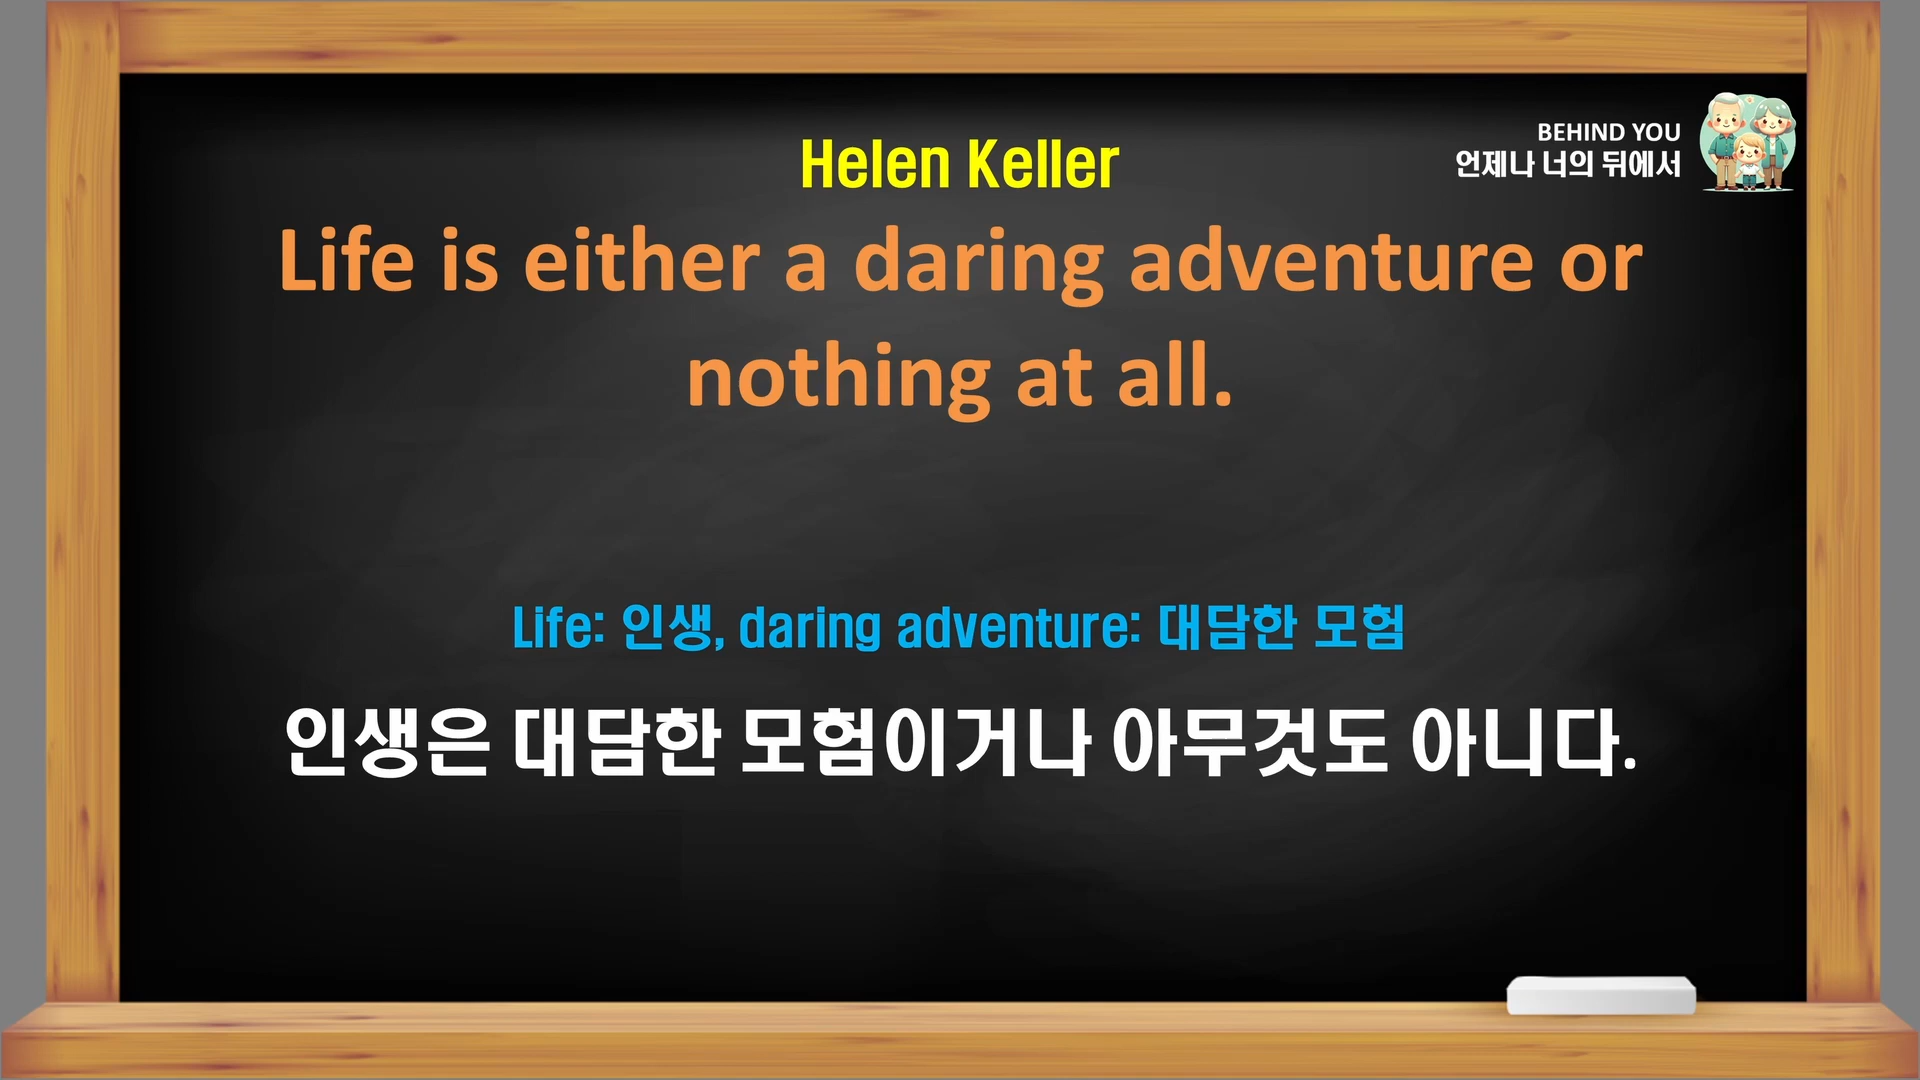 BEHIND YOU
언제나 너의 뒤에서
Helen Keller
Life is either a daring adventure or
nothing at all.
Life: 인생, daring adventure: 대담한 모험
인생은 대담한 모험이거나 아무것도 아니다.